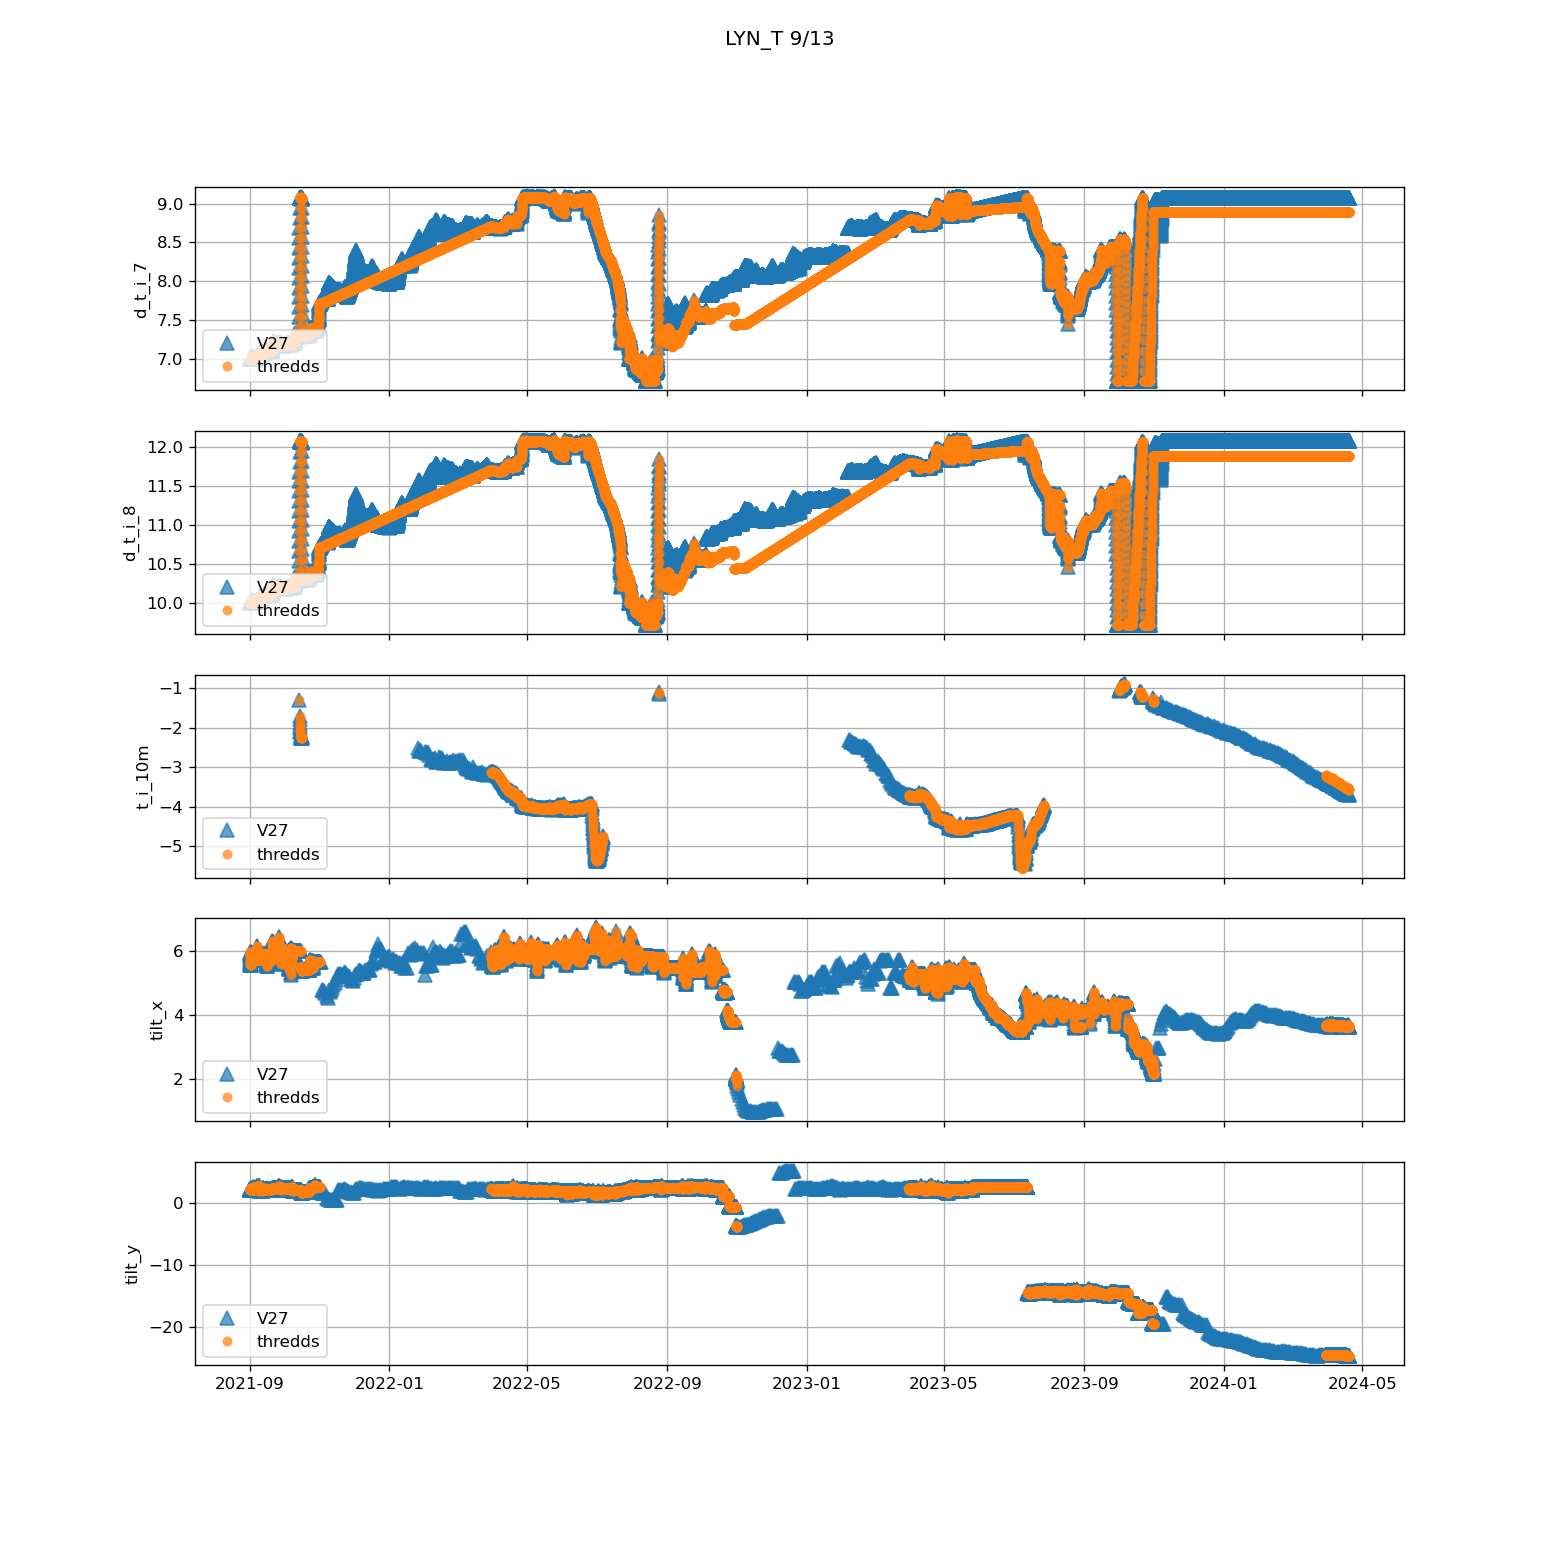 LYN_T 9/13
9.0
8.5
8.0
7.5
7.0
d_t_i_7
V27
thredds
12.0
11.5
11.0
10.5
10.0
d_t_i_8
V27
thredds
−1
−2
−3
−4
−5
t_i_10m
V27
thredds
6
4
2
tilt_x
V27
thredds
0
−10
−20
tilt_y
V27
thredds
2021-09 2022-01 2022-05 2022-09 2023-01 2023-05 2023-09 2024-01 2024-05